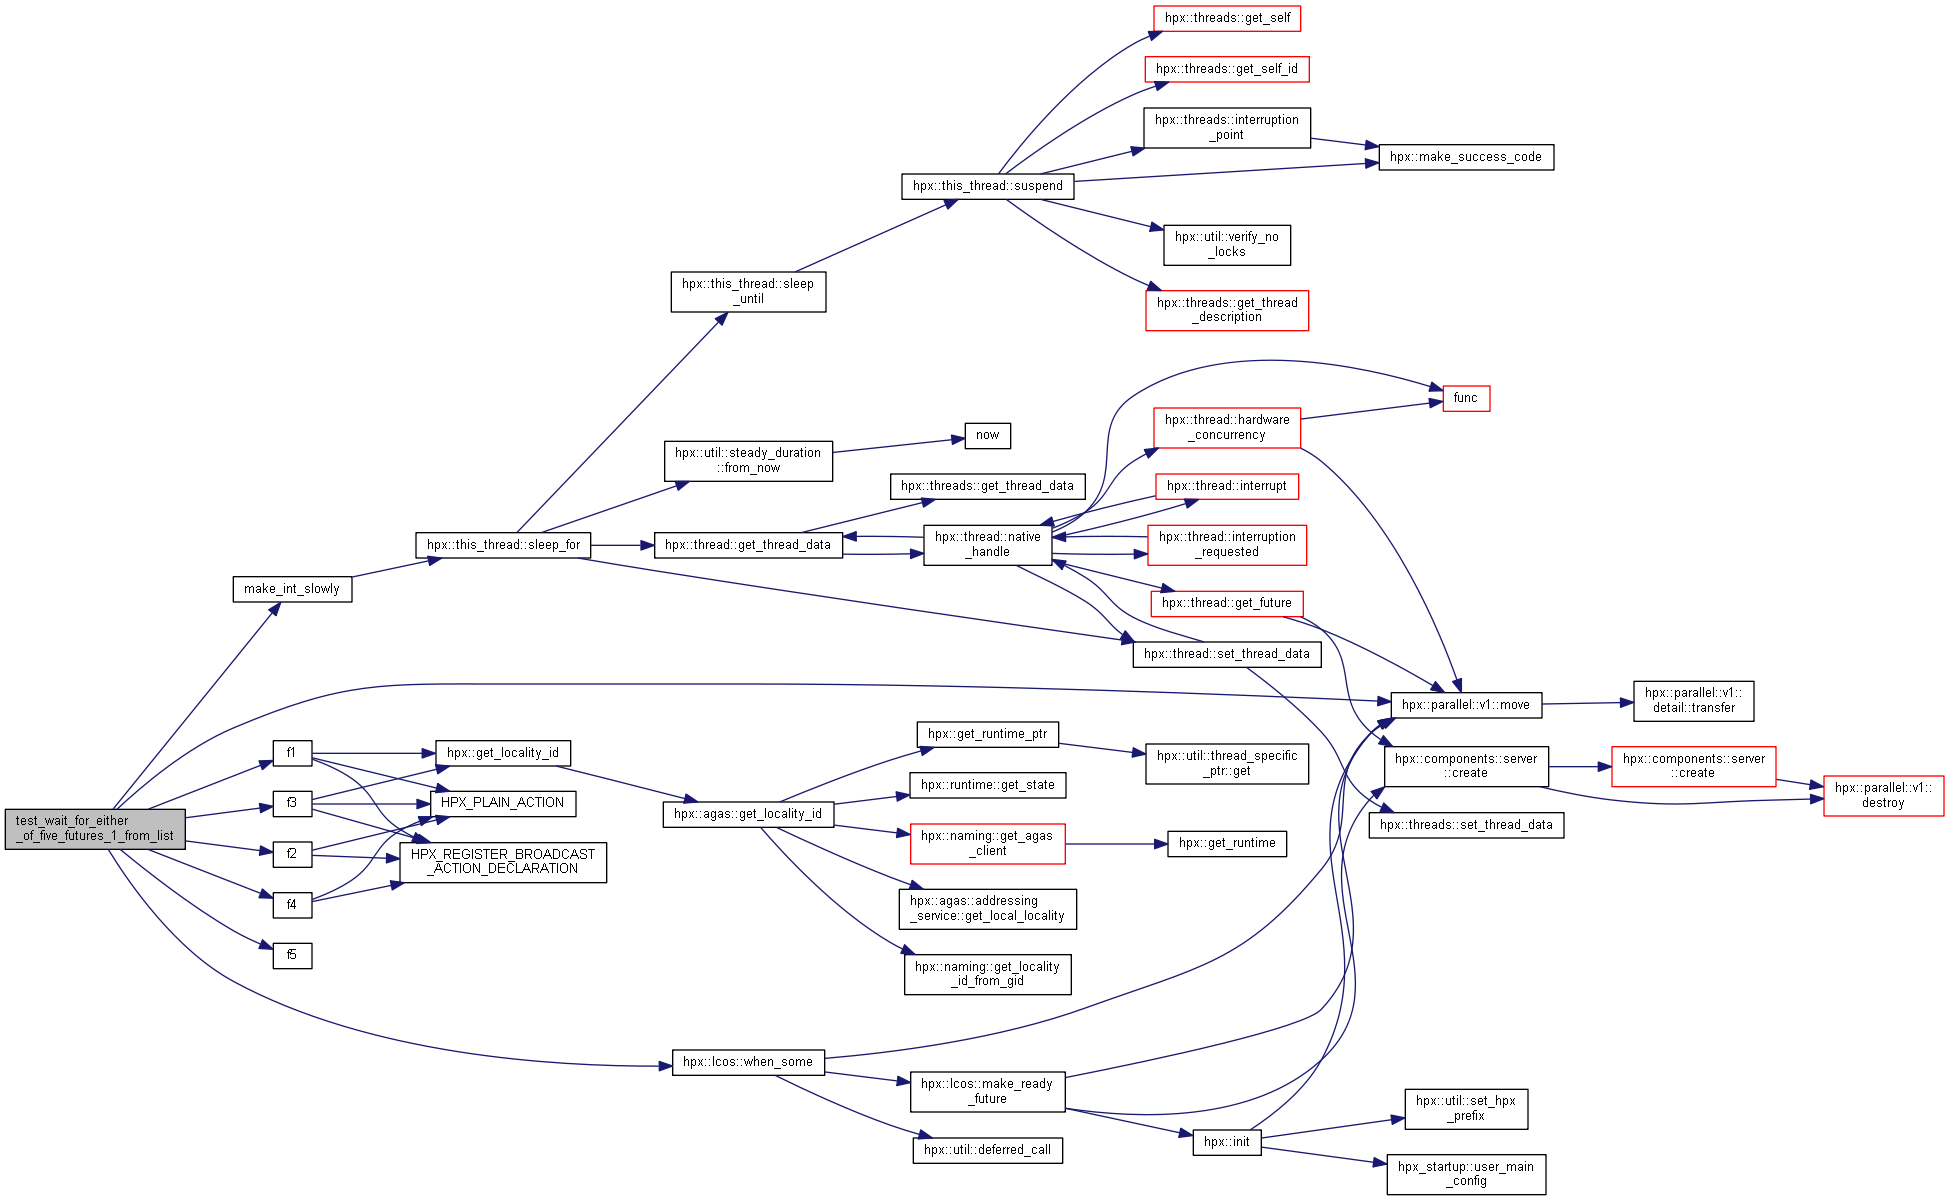 hpx::threads::get_self
hpx::threads::get_self_id
hpx::threads::interruption
_point
hpx::make_success_code
hpx::this_thread::suspend
hpx::util::verify_no
_locks
hpx::this_thread::sleep
_until
hpx::threads::get_thread
_description
func
hpx::thread::hardware
_concurrency
now
hpx::util::steady_duration
::from_now
hpx::threads::get_thread_data
hpx::thread::interrupt
hpx::this_thread::sleep_for
hpx::thread::get_thread_data
hpx::thread::native
_handle
hpx::thread::interruption
_requested
make_int_slowly
hpx::thread::get_future
hpx::thread::set_thread_data
hpx::parallel::v1::move
hpx::parallel::v1::
detail::transfer
f1
hpx::get_locality_id
hpx::get_runtime_ptr
hpx::util::thread_specific
_ptr::get
hpx::components::server
::create
hpx::components::server
::create
hpx::parallel::v1::
destroy
hpx::runtime::get_state
f3
HPX_PLAIN_ACTION
hpx::agas::get_locality_id
hpx::threads::set_thread_data
test_wait_for_either
_of_five_futures_1_from_list
hpx::naming::get_agas
_client
hpx::get_runtime
f2
HPX_REGISTER_BROADCAST
_ACTION_DECLARATION
f4
hpx::agas::addressing
_service::get_local_locality
f5
hpx::naming::get_locality
_id_from_gid
hpx::lcos::when_some
hpx::lcos::make_ready
_future
hpx::util::set_hpx
_prefix
hpx::util::deferred_call
hpx::init
hpx_startup::user_main
_config